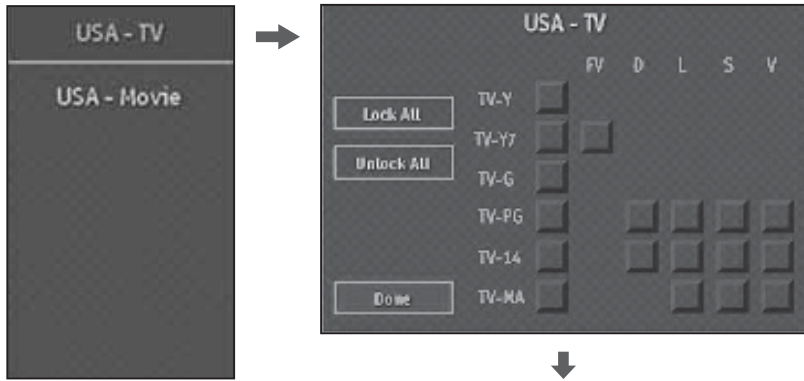 USA - TV
USA - Movie
USA - TV
FV D L S V
Lock All
Unlock All
Done
TV-Y
TV-Y7
TV-G
TV-PG
TV-14
TV-MA